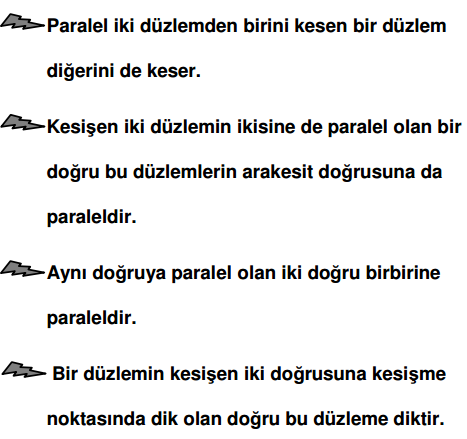 Paralel iki düzlemden birini kesen bir düzlem
diğerini de keser.
Kesişen iki düzlemin ikisine de paralel olan bir
doğru bu düzlemlerin arakesit doğrusuna da
paraleldir.
Aynı doğruya paralel olan iki doğru birbirine
paraleldir.
Bir düzlemin kesişen iki doğrusuna kesişme
noktasında dik olan doğru bu düzleme diktir.